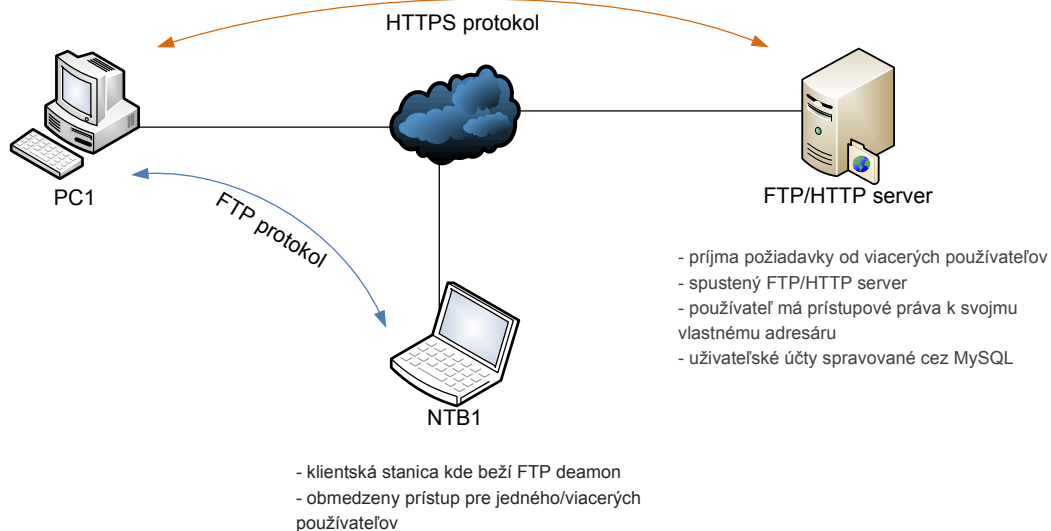 HTTPS protokol
PC1
FTP protokol
FTP/HTTP server
- príjma požiadavky od viacerých používateľov
- spustený FTP/HTTP server
- používateľ má prístupové práva k svojmu
vlastnému adresáru
- uživateľské účty spravované cez MySQL
NTB1
- klientská stanica kde beží FTP deamon
- obmedzeny prístup pre jedného/viacerých
používateľov